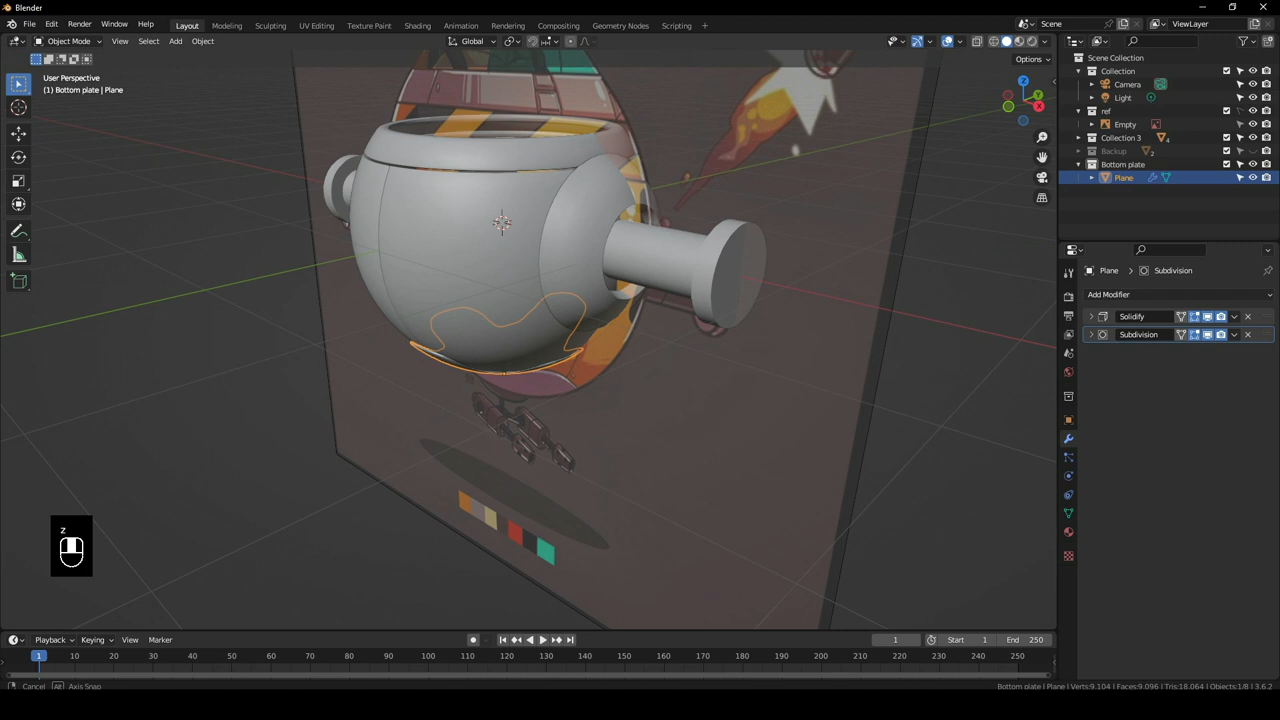 Blender
File Edit Render Window Help
Layout Modeling Sculpting UV Editing Texture Paint Shading Animation Rendering Compositing Geometry Nodes Scripting +
Scene
ViewLayer
Object Mode View Select Add Object
Global
Options
User Perspective
(1) Bottom plate | Plane
Scene Collection
Collection
Camera
Light
ref
Empty
Collection 3 4
Backup 2
Bottom plate
Plane
Plane > Subdivision
Add Modifier
Solidify
Subdivision
z
Playback Keying View Marker
1 Start 1 End 250
1 10 20 30 40 50 60 70 80 90 100 110 120 130 140 150 160 170 180 190 200 210 220 230 240 250
Cancel Alt Axis Snap
Bottom plate | Plane | Verts:9.104 | Faces:9.096 | Tris:18.064 | Objects:1/8 | 3.6.2